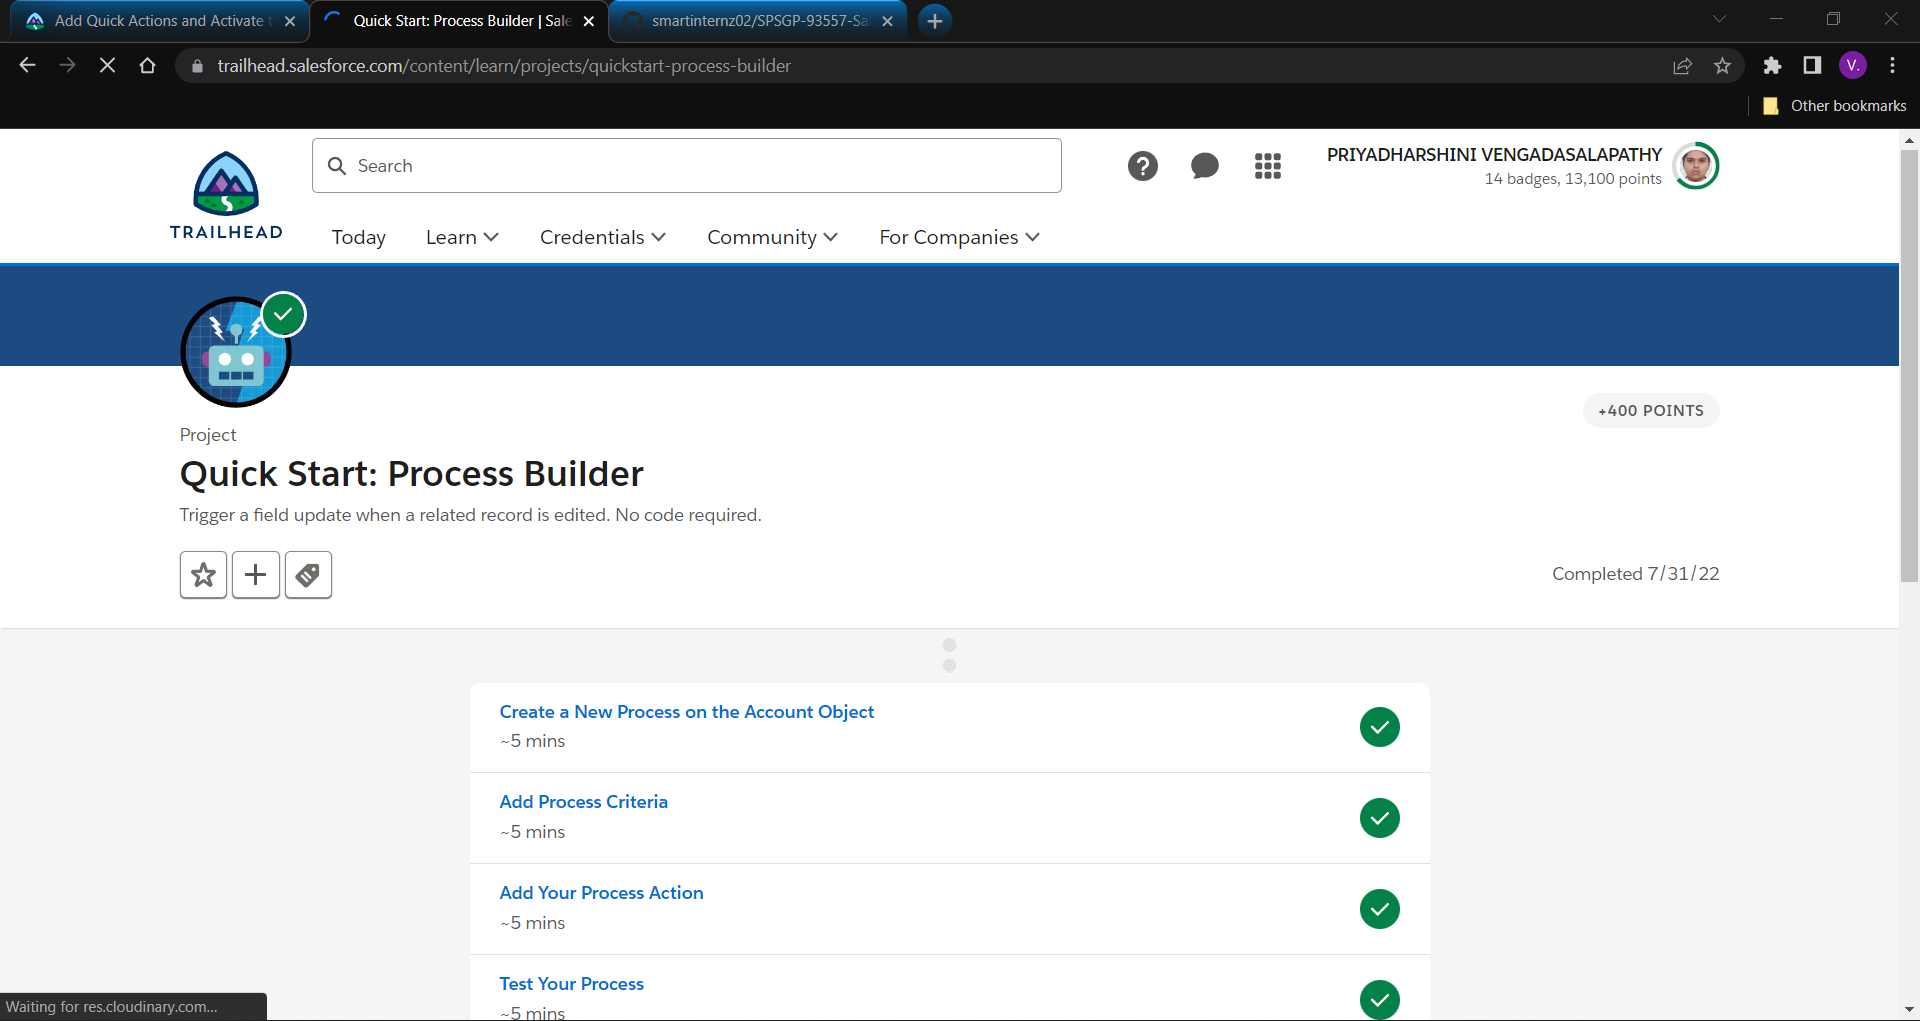 Add Quick Actions and Activate t
Quick Start: Process Builder | Sale
smartinternz02/SPSGP-93557-Sal
trailhead.salesforce.com/content/learn/projects/quickstart-process-builder
V.
Other bookmarks
TRAILHEAD
Search
PRIYADHARSHINI VENGADASALAPATHY
14 badges, 13,100 points
Today
Learn
Credentials
Community
For Companies
+400 POINTS
Project
Quick Start: Process Builder
Trigger a field update when a related record is edited. No code required.
Completed 7/31/22
Create a New Process on the Account Object
~5 mins
Add Process Criteria
~5 mins
Add Your Process Action
~5 mins
Test Your Process
~5 mins
Waiting for res.cloudinary.com...